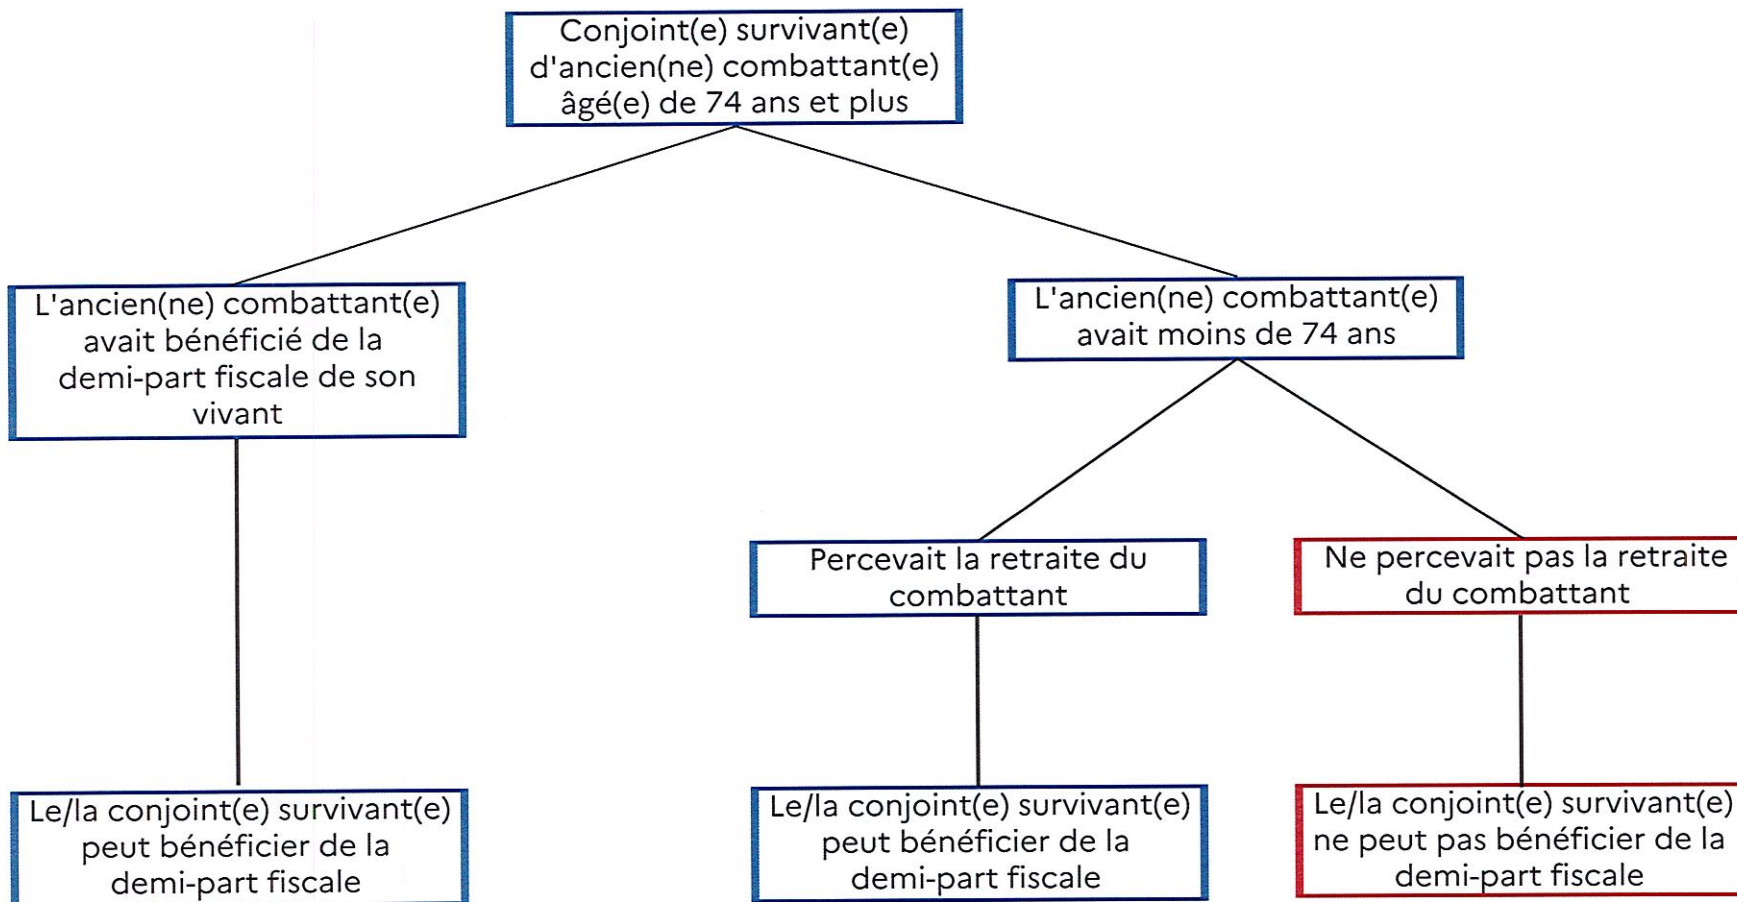 Conjoint(e) survivant(e)
d'ancien(ne) combattant(e)
âgé(e) de 74 ans et plus
L'ancien(ne) combattant(e)
avait bénéficié de la
demi-part fiscale de son
vivant
L'ancien(ne) combattant(e)
avait moins de 74 ans
Percevait la retraite du
combattant
Ne percevait pas la retraite
du combattant
Le/la conjoint(e) survivant(e)
peut bénéficier de la
demi-part fiscale
Le/la conjoint(e) survivant(e)
peut bénéficier de la
demi-part fiscale
Le/la conjoint(e) survivant(e)
ne peut pas bénéficier de la
demi-part fiscale